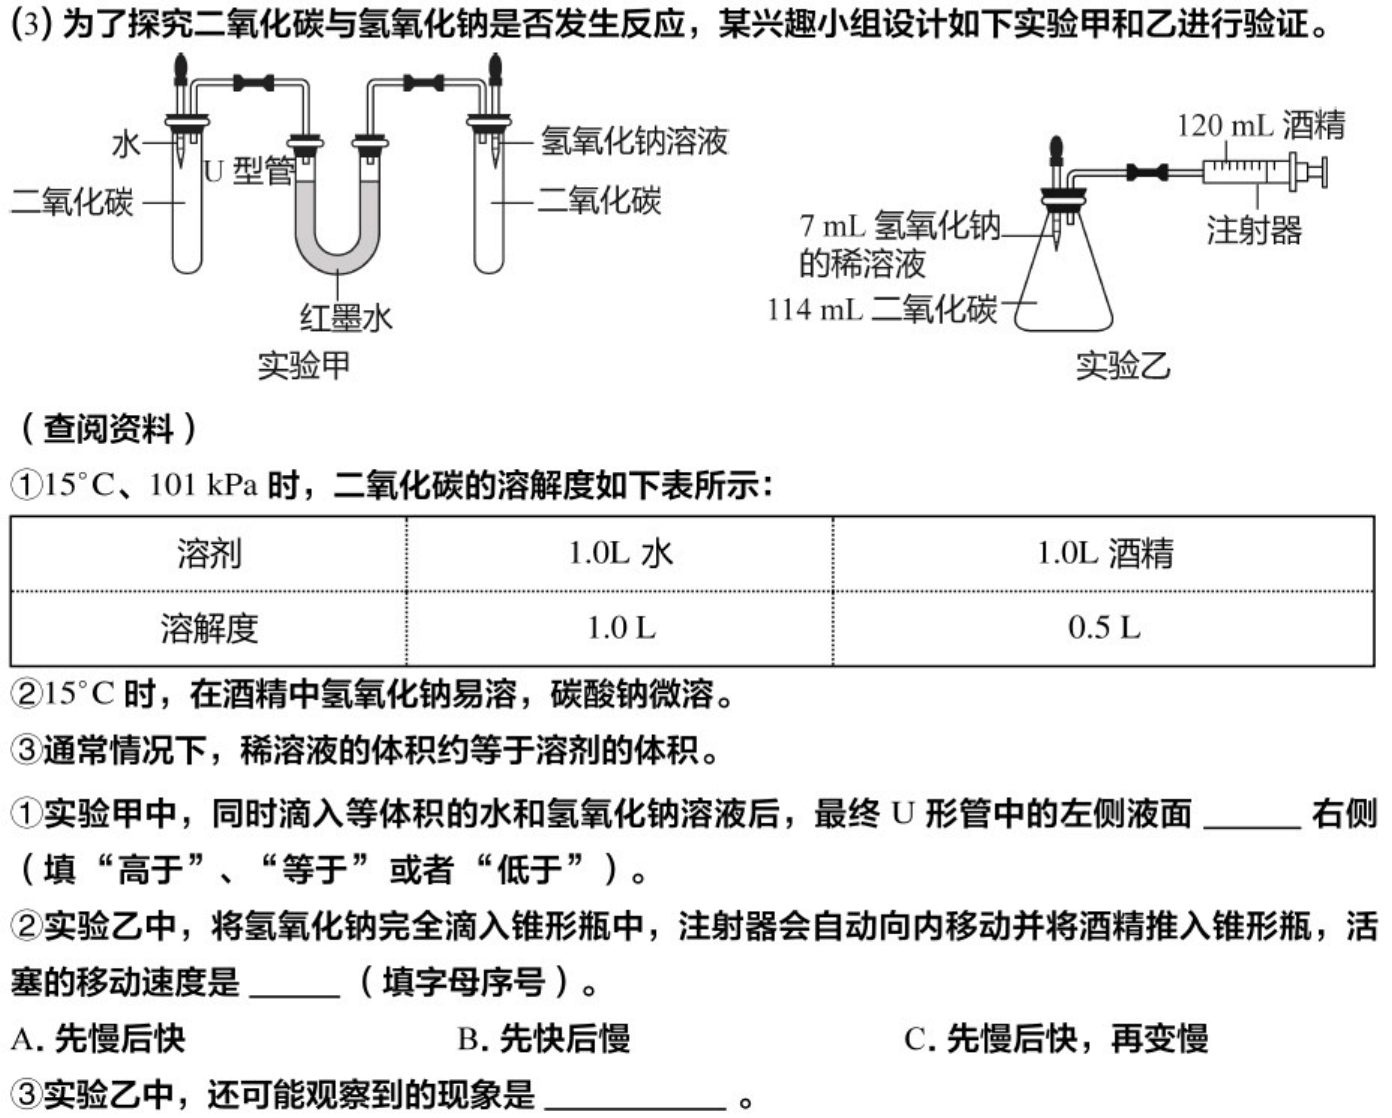 (3) 为了探究二氧化碳与氢氧化钠是否发生反应，某兴趣小组设计如下实验甲和乙进行验证。
水
U 型管
二氧化碳
红墨水
氢氧化钠溶液
二氧化碳
实验甲
120 mL 酒精
注射器
7 mL 氢氧化钠
的稀溶液
114 mL 二氧化碳
实验乙
（查阅资料）
①15°C、101 kPa 时，二氧化碳的溶解度如下表所示：
溶剂 1.0L 水 1.0L 酒精
溶解度 1.0 L 0.5 L
②15°C 时，在酒精中氢氧化钠易溶，碳酸钠微溶。
③通常情况下，稀溶液的体积约等于溶剂的体积。
①实验甲中，同时滴入等体积的水和氢氧化钠溶液后，最终 U 形管中的左侧液面 ______ 右侧
（填“高于”、“等于”或者“低于”）。
②实验乙中，将氢氧化钠完全滴入锥形瓶中，注射器会自动向内移动并将酒精推入锥形瓶，活
塞的移动速度是 ______ （填字母序号）。
A. 先慢后快 B. 先快后慢 C. 先慢后快，再变慢
③实验乙中，还可能观察到的现象是 ____________ 。